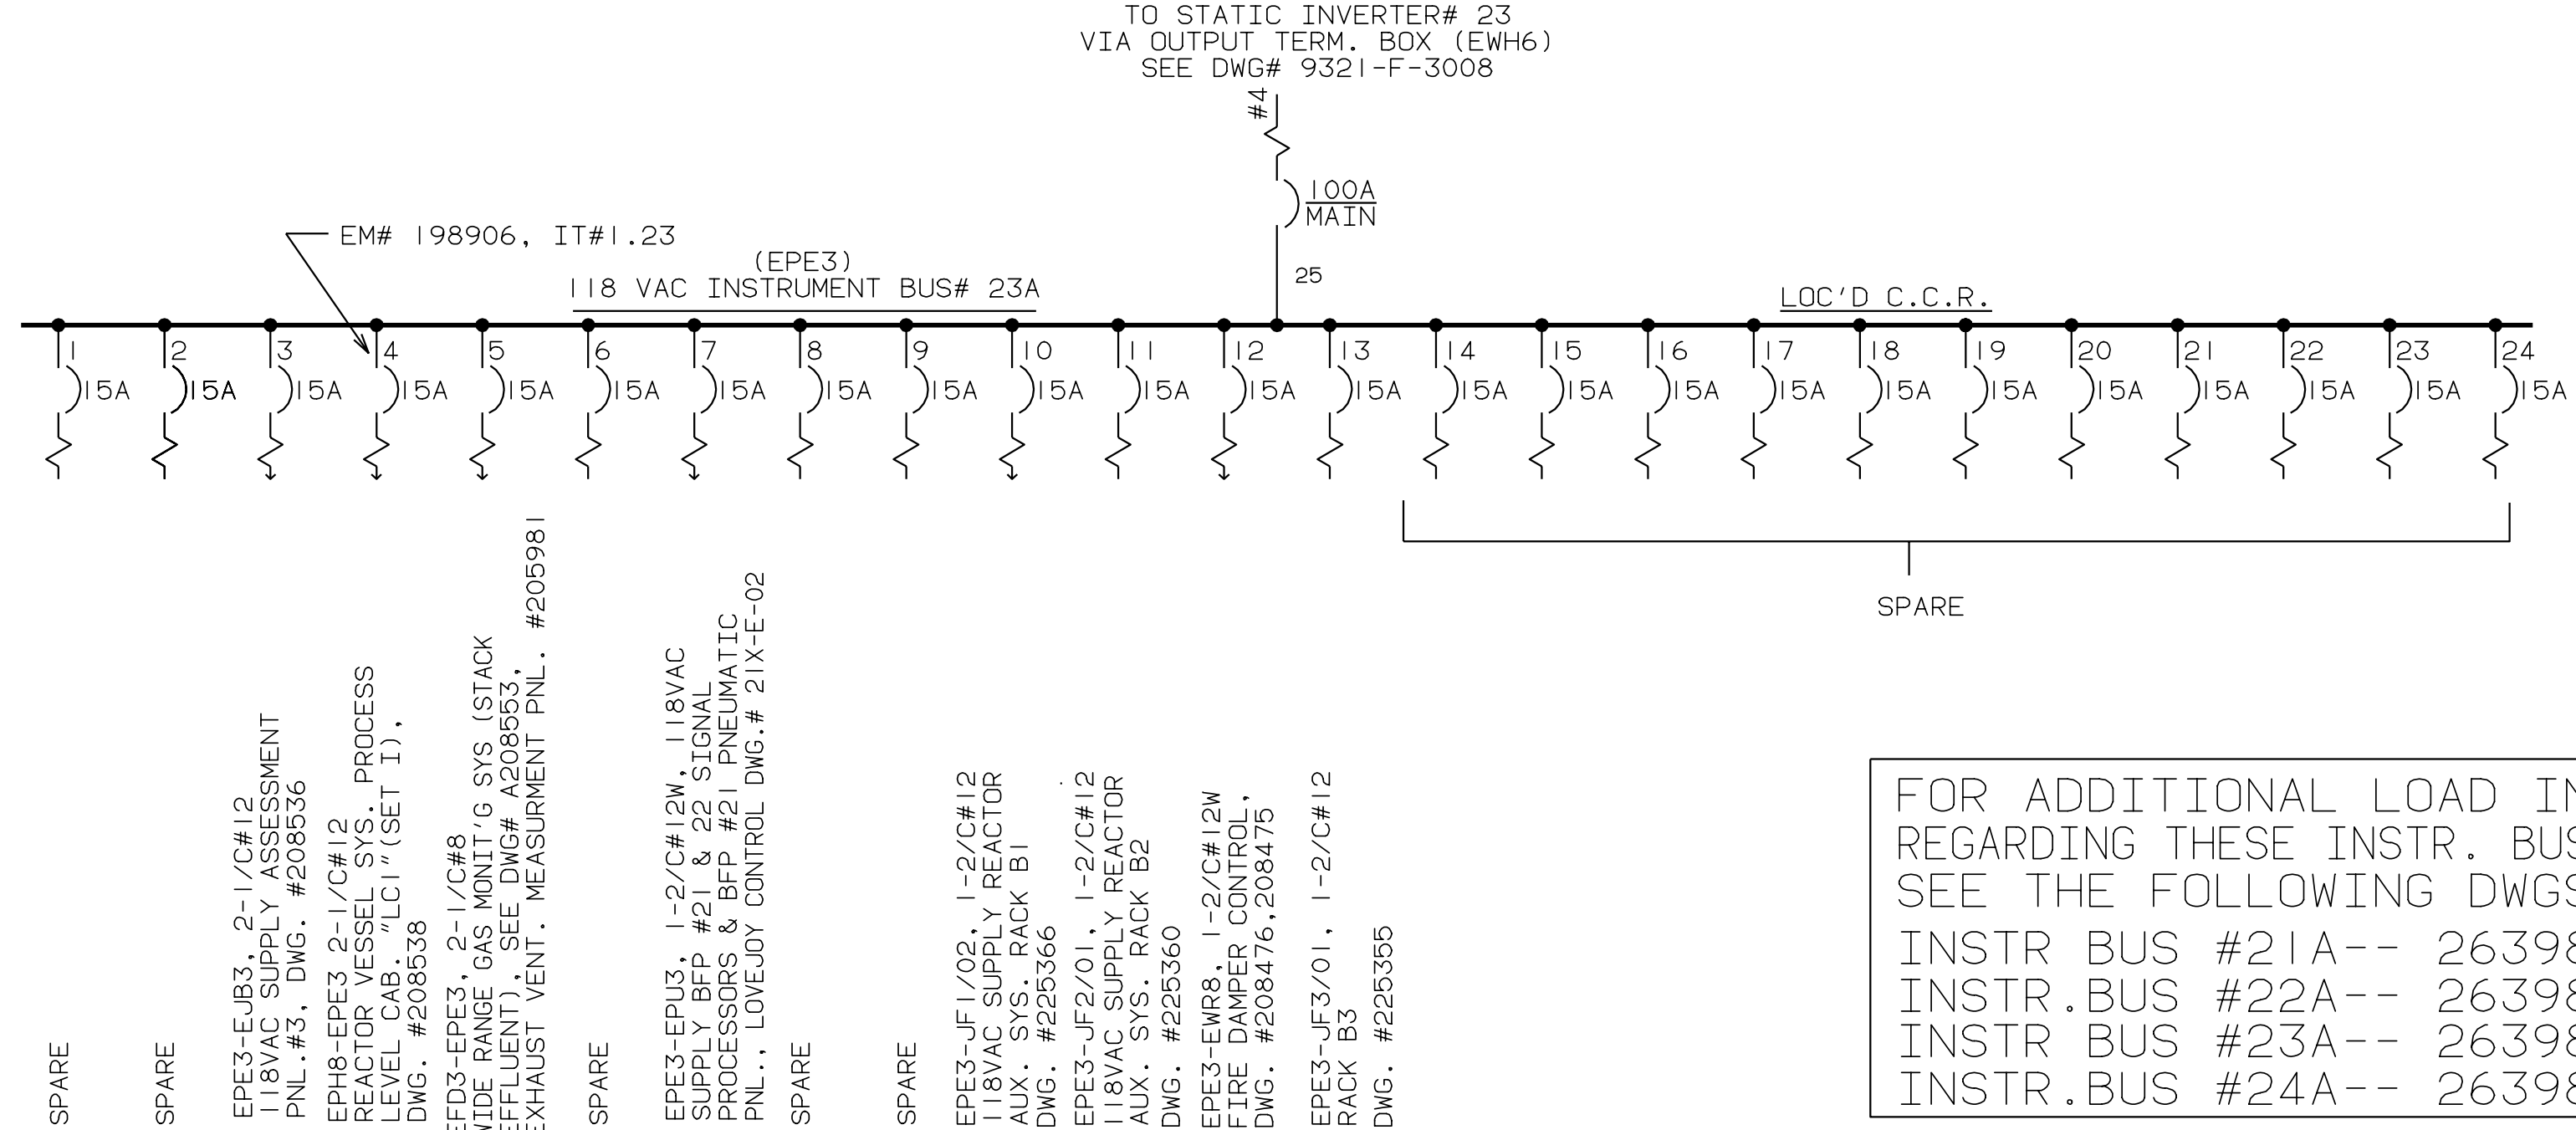 TO STATIC INVERTER# 23
VIA OUTPUT TERM. BOX (EWH6)
SEE DWG# 9321-F-3008
#4
100A
MAIN
25
EM# 198906, IT#1.23
(EPE3)
118 VAC INSTRUMENT BUS# 23A
LOC'D C.C.R.
1 2 3 4 5 6 7 8 9 10 11 12 13 14 15 16 17 18 19 20 21 22 23 24
15A 15A 15A 15A 15A 15A 15A 15A 15A 15A 15A 15A 15A 15A 15A 15A 15A 15A 15A 15A 15A 15A 15A 15A
SPARE
SPARE
EPE3-EJB3, 2-1/C#12
118VAC SUPPLY ASSESSMENT
PNL.#3, DWG. #208536
EPH8-EPE3 2-1/C#12
REACTOR VESSEL SYS. PROCESS
LEVEL CAB. "LC1"(SET I),
DWG. #208538
EFD3-EPE3, 2-1/C#8
WIDE RANGE GAS MONIT'G SYS (STACK
EFFLUENT), SEE DWG# A208553,
EXHAUST VENT. MEASURMENT PNL. #205981
SPARE
EPE3-EPU3, 1-2/C#12W, 118VAC
SUPPLY BFP #21 & 22 SIGNAL
PROCESSORS & BFP #21 PNEUMATIC
PNL., LOVEJOY CONTROL DWG.# 21X-E-02
SPARE
SPARE
EPE3-JF1/02, 1-2/C#12
118VAC SUPPLY REACTOR
AUX. SYS. RACK B1
DWG. #225366
EPE3-JF2/01, 1-2/C#12
118VAC SUPPLY REACTOR
AUX. SYS. RACK B2
DWG. #225360
EPE3-EWR8, 1-2/C#12W
FIRE DAMPER CONTROL,
DWG. #208476,208475
EPE3-JF3/01, 1-2/C#12
RACK B3
DWG. #225355
SPARE
FOR ADDITIONAL LOAD IN
REGARDING THESE INSTR. BUS
SEE THE FOLLOWING DWGS
INSTR BUS #21A-- 26398
INSTR.BUS #22A-- 26398
INSTR BUS #23A-- 26398
INSTR.BUS #24A-- 26398